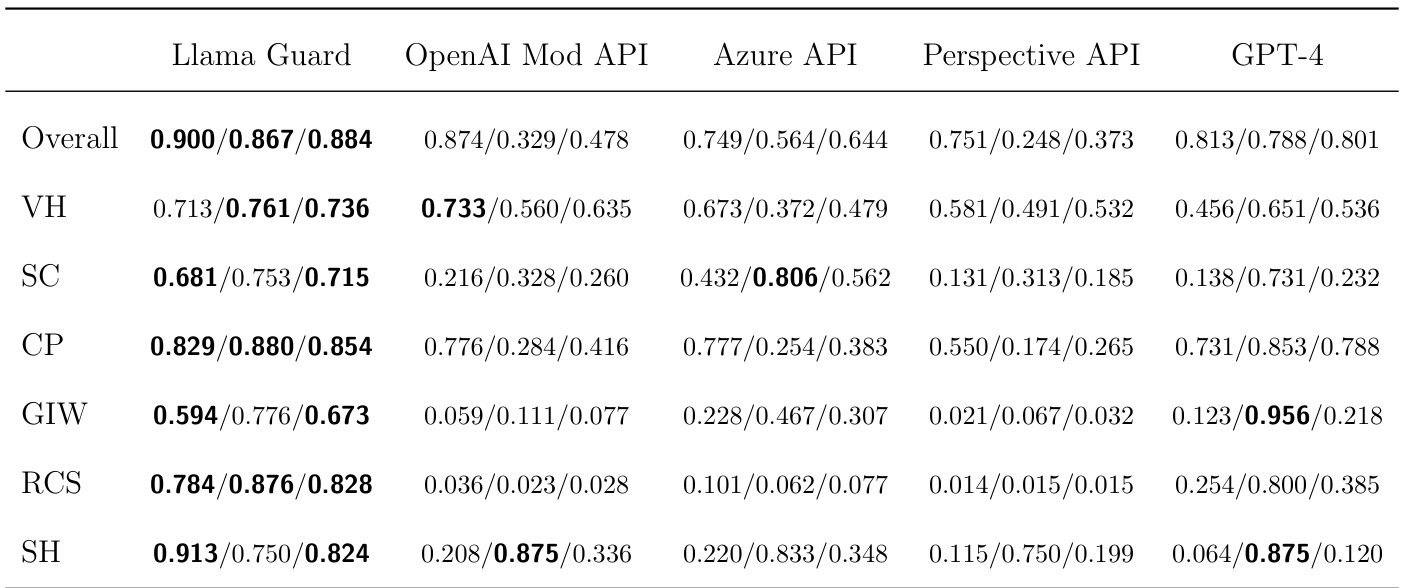 Llama Guard OpenAI Mod API Azure API Perspective API GPT-4
Overall 0.900/0.867/0.884 0.874/0.329/0.478 0.749/0.564/0.644 0.751/0.248/0.373 0.813/0.788/0.801
VH 0.713/0.761/0.736 0.733/0.560/0.635 0.673/0.372/0.479 0.581/0.491/0.532 0.456/0.651/0.536
SC 0.681/0.753/0.715 0.216/0.328/0.260 0.432/0.806/0.562 0.131/0.313/0.185 0.138/0.731/0.232
CP 0.829/0.880/0.854 0.776/0.284/0.416 0.777/0.254/0.383 0.550/0.174/0.265 0.731/0.853/0.788
GIW 0.594/0.776/0.673 0.059/0.111/0.077 0.228/0.467/0.307 0.021/0.067/0.032 0.123/0.956/0.218
RCS 0.784/0.876/0.828 0.036/0.023/0.028 0.101/0.062/0.077 0.014/0.015/0.015 0.254/0.800/0.385
SH 0.913/0.750/0.824 0.208/0.875/0.336 0.220/0.833/0.348 0.115/0.750/0.199 0.064/0.875/0.120